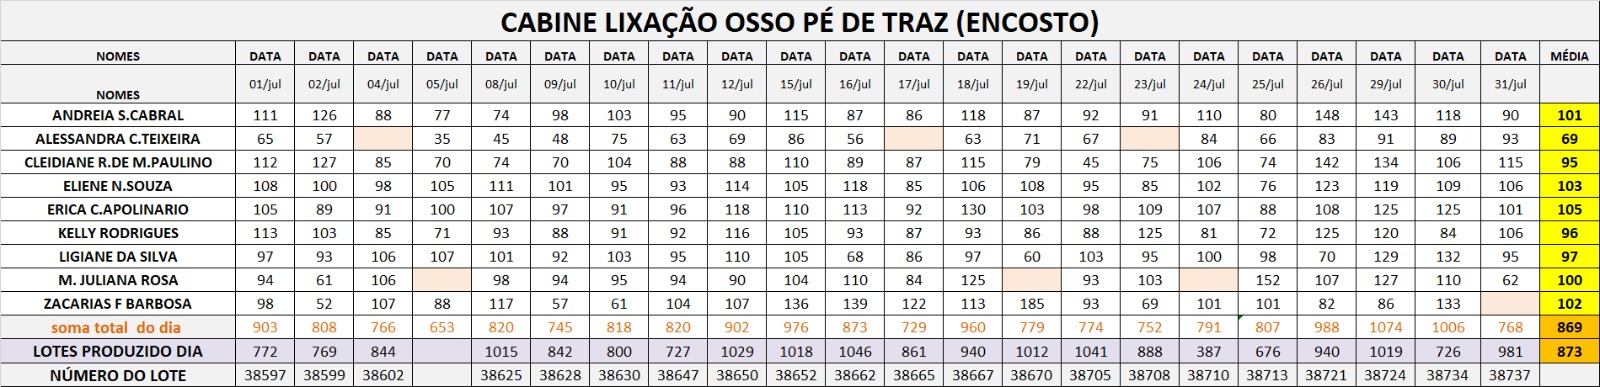 CABINE LIXAÇÃO OSSO PÉ DE TRAZ (ENCOSTO)
NOMES DATA DATA DATA DATA DATA DATA DATA DATA DATA DATA DATA DATA DATA DATA DATA DATA DATA DATA DATA DATA DATA DATA MÉDIA
NOMES 01/jul 02/jul 04/jul 05/jul 08/jul 09/jul 10/jul 11/jul 12/jul 15/jul 16/jul 17/jul 18/jul 19/jul 22/jul 23/jul 24/jul 25/jul 26/jul 29/jul 30/jul 31/jul
ANDREIA S.CABRAL 111 126 88 77 74 98 103 95 90 115 87 86 118 87 92 91 110 80 148 143 118 90 101
ALESSANDRA C.TEIXEIRA 65 57 35 45 48 75 63 69 86 56 63 71 67 84 66 83 91 89 93 69
CLEIDIANE R.DE M.PAULINO 112 127 85 70 74 70 104 88 88 110 89 87 115 79 45 75 106 74 142 134 106 115 95
ELIENE N.SOUZA 108 100 98 105 111 101 95 93 114 105 118 85 106 108 95 85 102 76 123 119 109 106 103
ERICA C.APOLINARIO 105 89 91 100 107 97 91 96 118 110 113 92 130 103 98 109 107 88 108 125 125 101 105
KELLY RODRIGUES 113 103 85 71 93 88 91 92 116 105 93 87 93 86 88 125 81 72 125 120 84 106 96
LIGIANE DA SILVA 97 93 106 107 101 92 103 95 110 105 68 86 97 60 103 95 100 98 70 129 132 95 97
M. JULIANA ROSA 94 61 106 98 94 95 94 90 104 110 84 125 93 103 152 107 127 110 62 100
ZACARIAS F BARBOSA 98 52 107 88 117 57 61 104 107 136 139 122 113 185 93 69 101 101 82 86 133 102
soma total do dia 903 808 766 653 820 745 818 820 902 976 873 729 960 779 774 752 791 807 988 1074 1006 768 869
LOTES PRODUZIDO DIA 772 769 844 1015 842 800 727 1029 1018 1046 861 940 1012 1041 888 387 676 940 1019 726 981 873
NÚMERO DO LOTE 38597 38599 38602 38625 38628 38630 38647 38650 38652 38662 38665 38667 38670 38705 38708 38710 38713 38721 38724 38734 38737